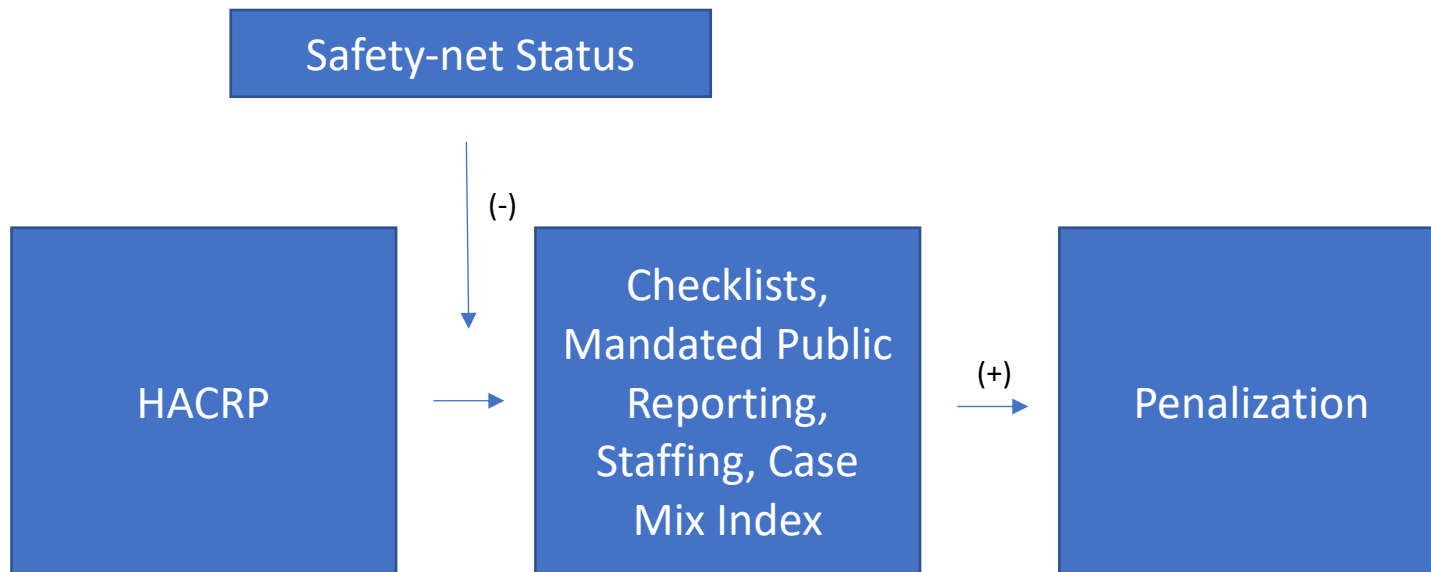 Safety-net Status
(-)
HACRP
Checklists,
Mandated Public
Reporting,
Staffing, Case
Mix Index
(+)
Penalization